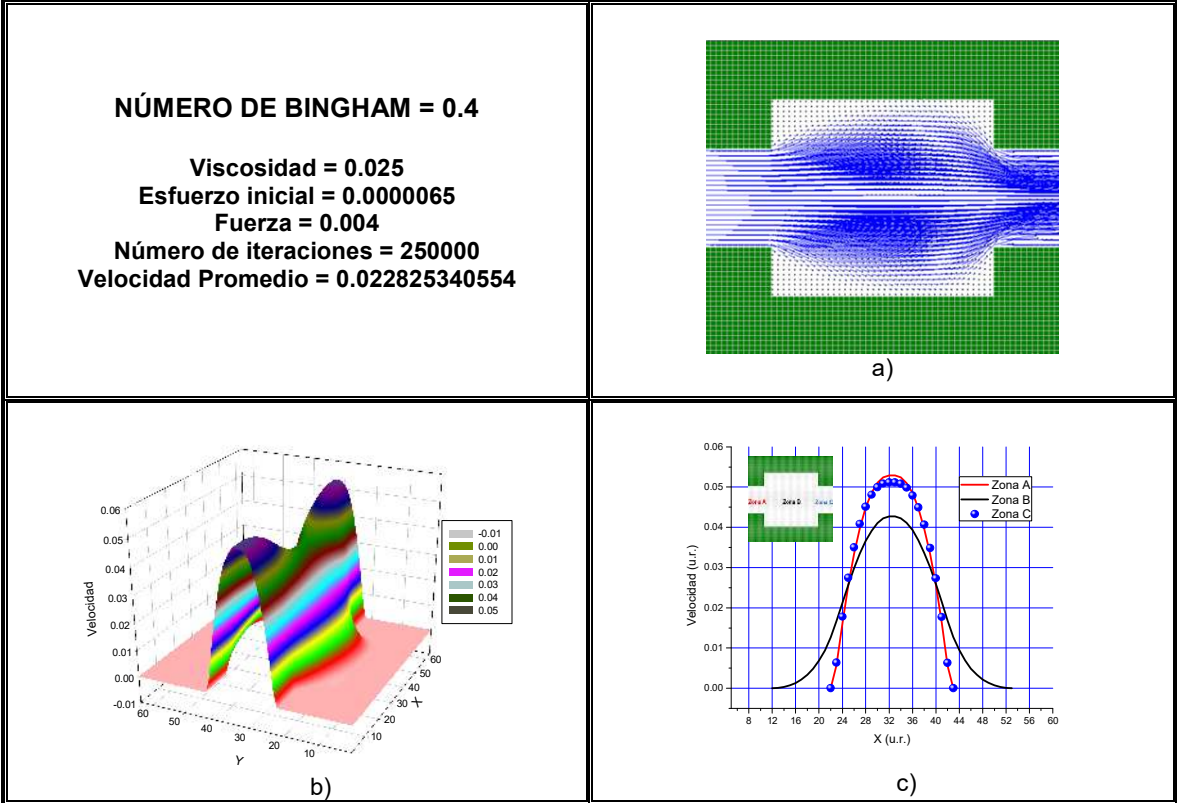 NÚMERO DE BINGHAM = 0.4
Viscosidad = 0.025
Esfuerzo inicial = 0.0000065
Fuerza = 0.004
Número de iteraciones = 250000
Velocidad Promedio = 0.022825340554
a)
0.06
0.05
0.04
0.03
0.02
0.01
0.00
-0.01
Velocidad
60
50
40
30
20
10
Y
10
20
30
40
50
60
X
-0.01
0.00
0.01
0.02
0.03
0.04
0.05
b)
0.06
0.05
0.04
0.03
0.02
0.01
0.00
Velocidad (u.r.)
Zona A
Zona B
Zona C
Zona A
Zona B
Zona C
8 12 16 20 24 28 32 36 40 44 48 52 56 60
X (u.r.)
c)